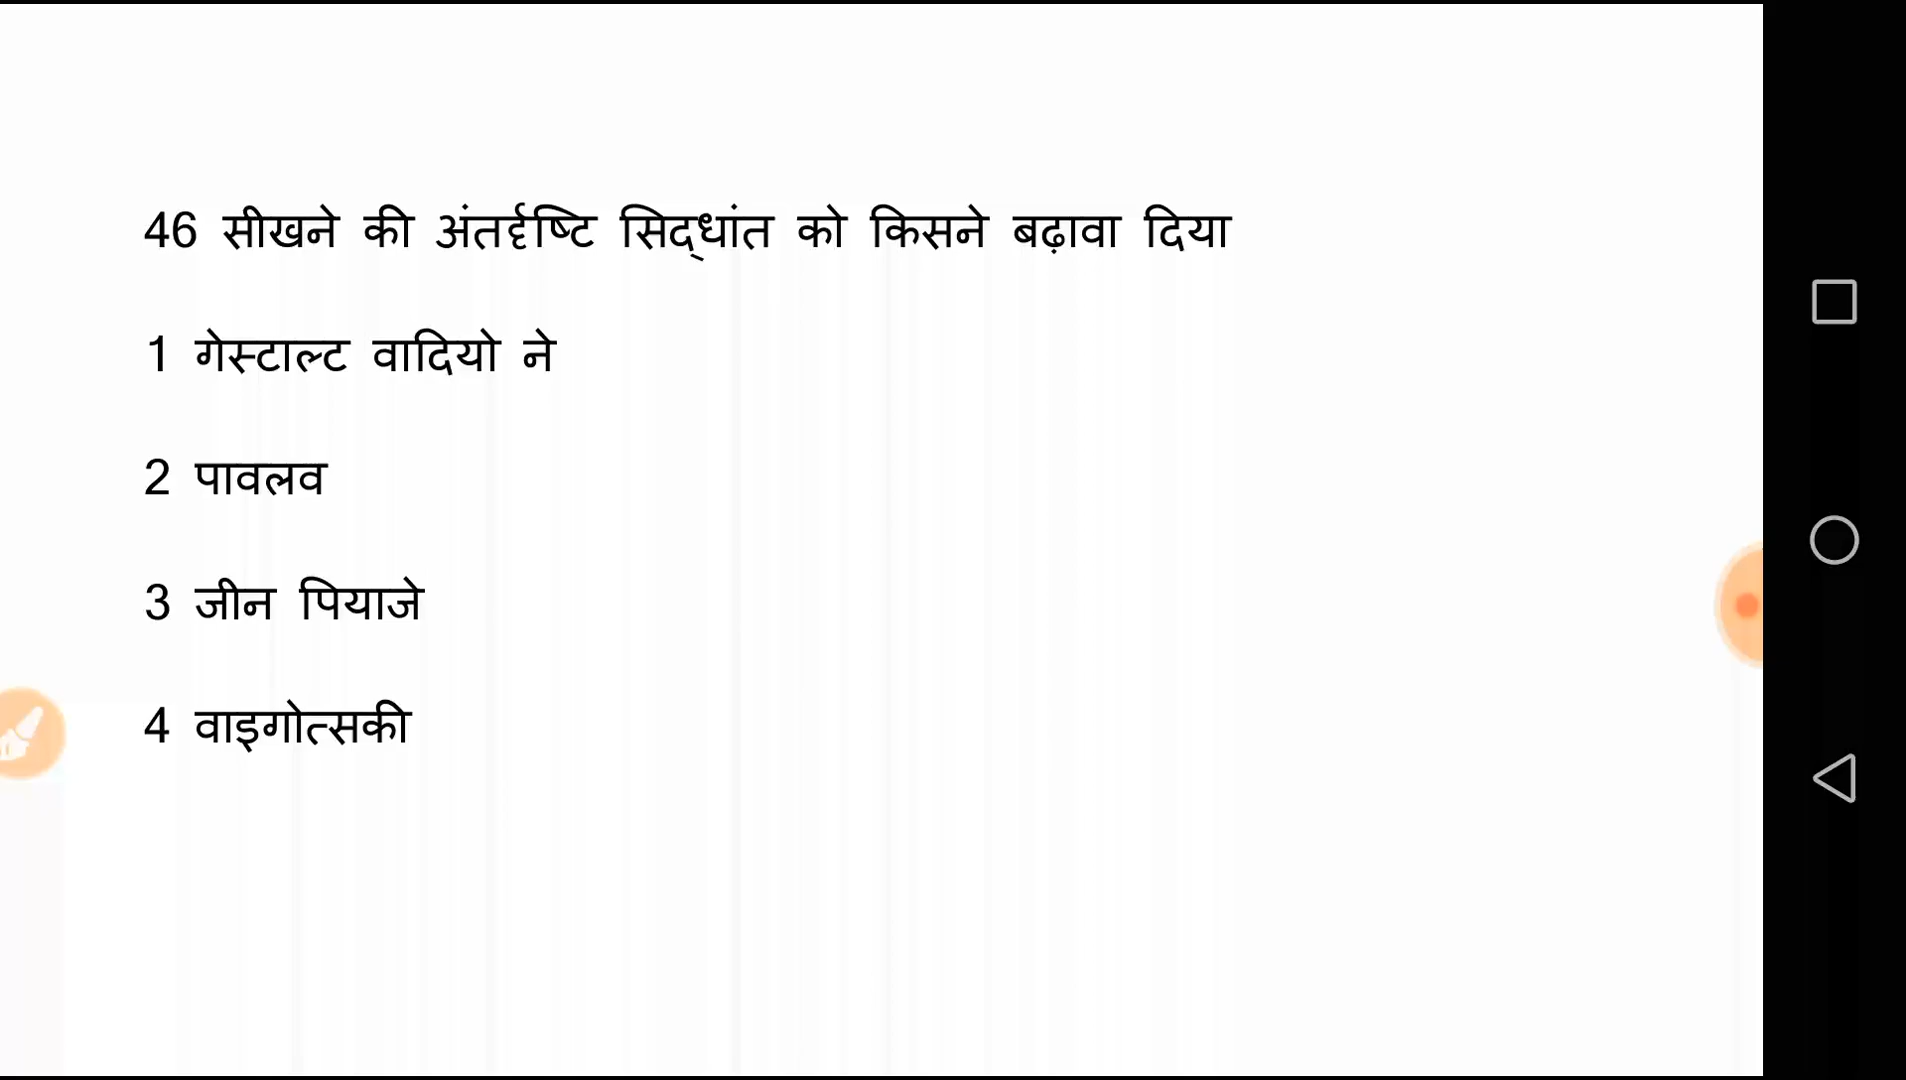 46 सीखने की अंतर्दृष्टि सिद्धांत को किसने बढ़ावा दिया
1 गेस्टाल्ट वादियो ने
2 पावलव
3 जीन पियाजे
4 वाइगोत्सकी